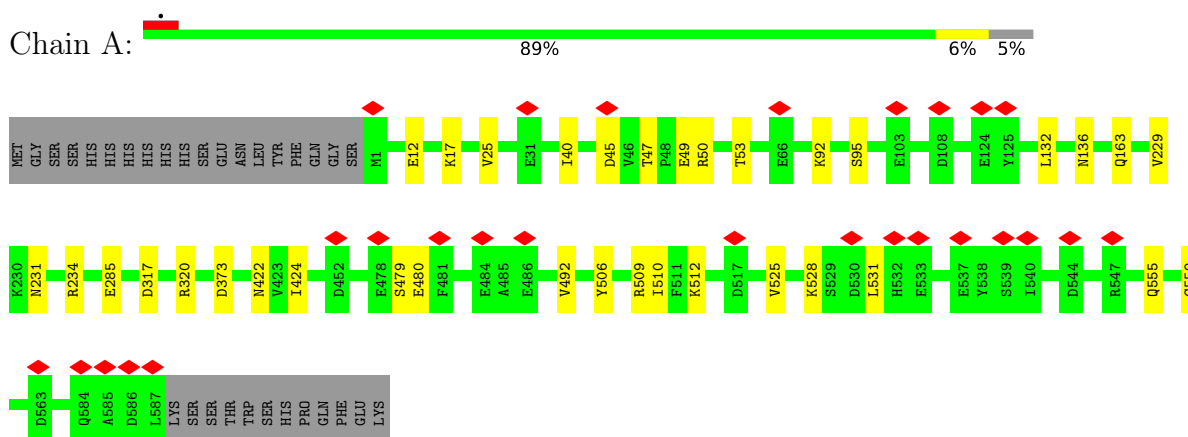 Chain A:
89% 6% 5%
MET GLY SER SER HIS HIS HIS HIS HIS HIS SER GLU ASN LEU TYR PHE GLN GLY SER M1 E12 K17 V25 E31 I40 D45 V46 T47 P48 E49 R50 T53 E66 K92 S95 E103 D108 E124 Y125 L132 N136 Q163 V229
K230 N231 R234 E285 D317 R320 D373 N422 V423 I424 D452 E478 S479 E480 F481 E484 A485 E486 V492 Y506 R509 I510 F511 K512 D517 V525 K528 S529 D530 L531 H532 E533 E537 Y538 S539 I540 D544 R547 Q555
D563 Q584 A585 D586 L587 LYS SER SER THR TRP SER HIS PRO GLN PHE GLU LYS